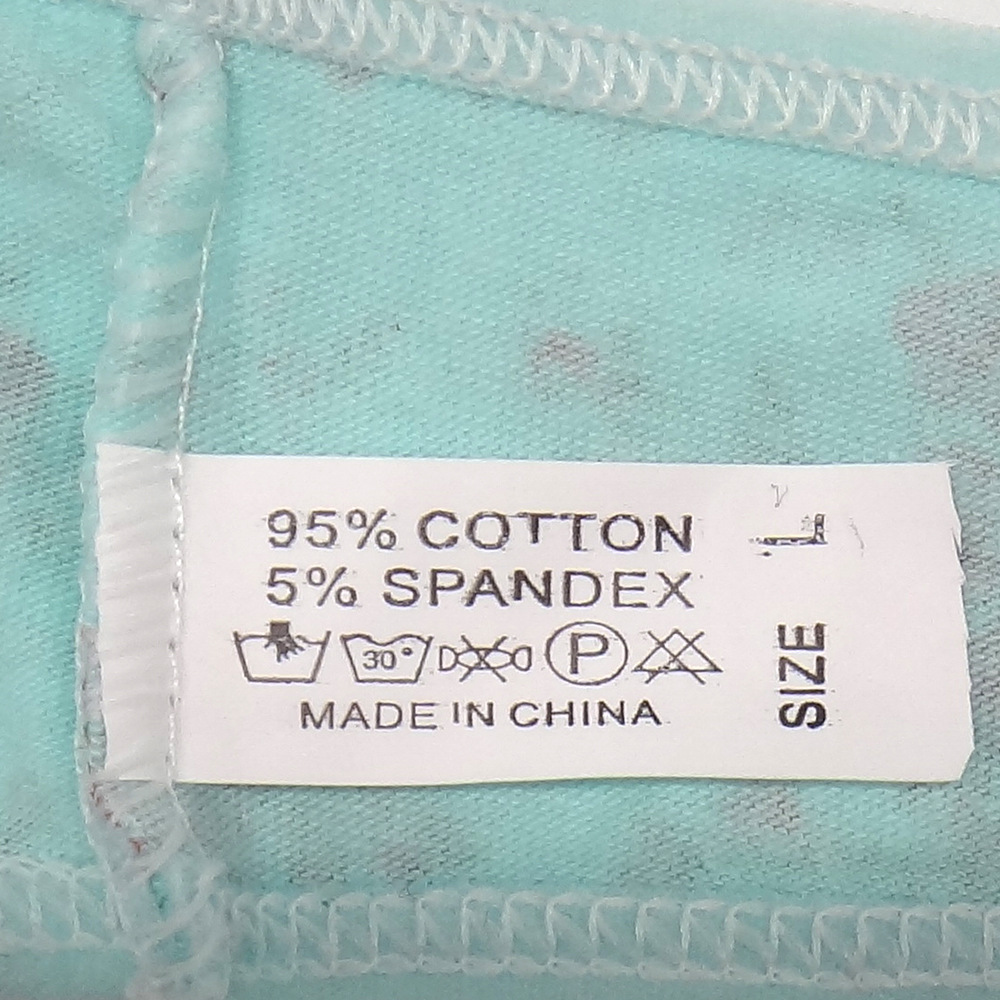 95% COTTON
5% SPANDEX
30°
P
MADE IN CHINA
SIZE L